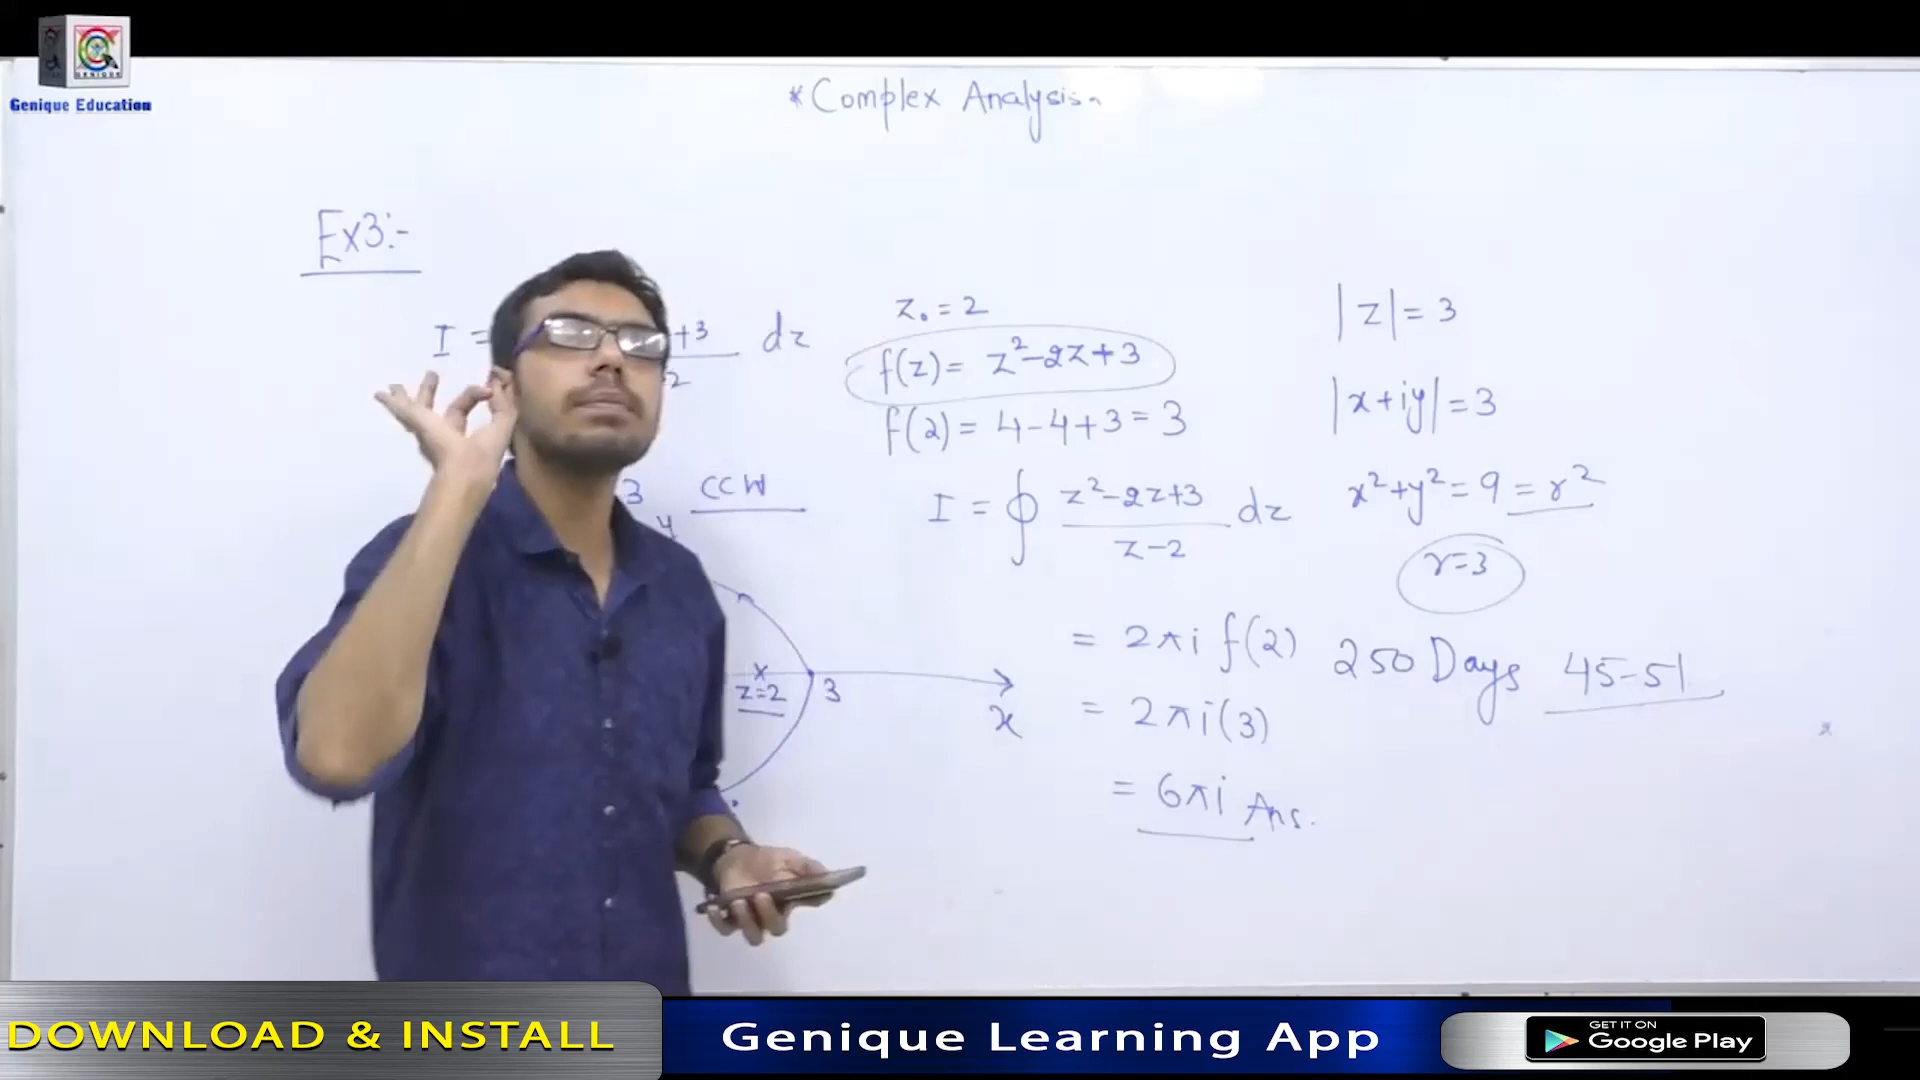 GENIQUE
Genique Education
*Complex Analysis.
Ex3:-
I = +3 dz
2
z₀ = 2
f(z) = z²-2z+3
f(2) = 4-4+3 = 3
3 CCW
y
z=2
3
x
I = ∮ z²-2z+3 dz
z-2
= 2πi f(2)
= 2πi(3)
= 6πi Ans.
|z| = 3
|x+iy| = 3
x²+y² = 9 = r²
r=3
250 Days 45-51
DOWNLOAD & INSTALL
Genique Learning App
GET IT ON
Google Play